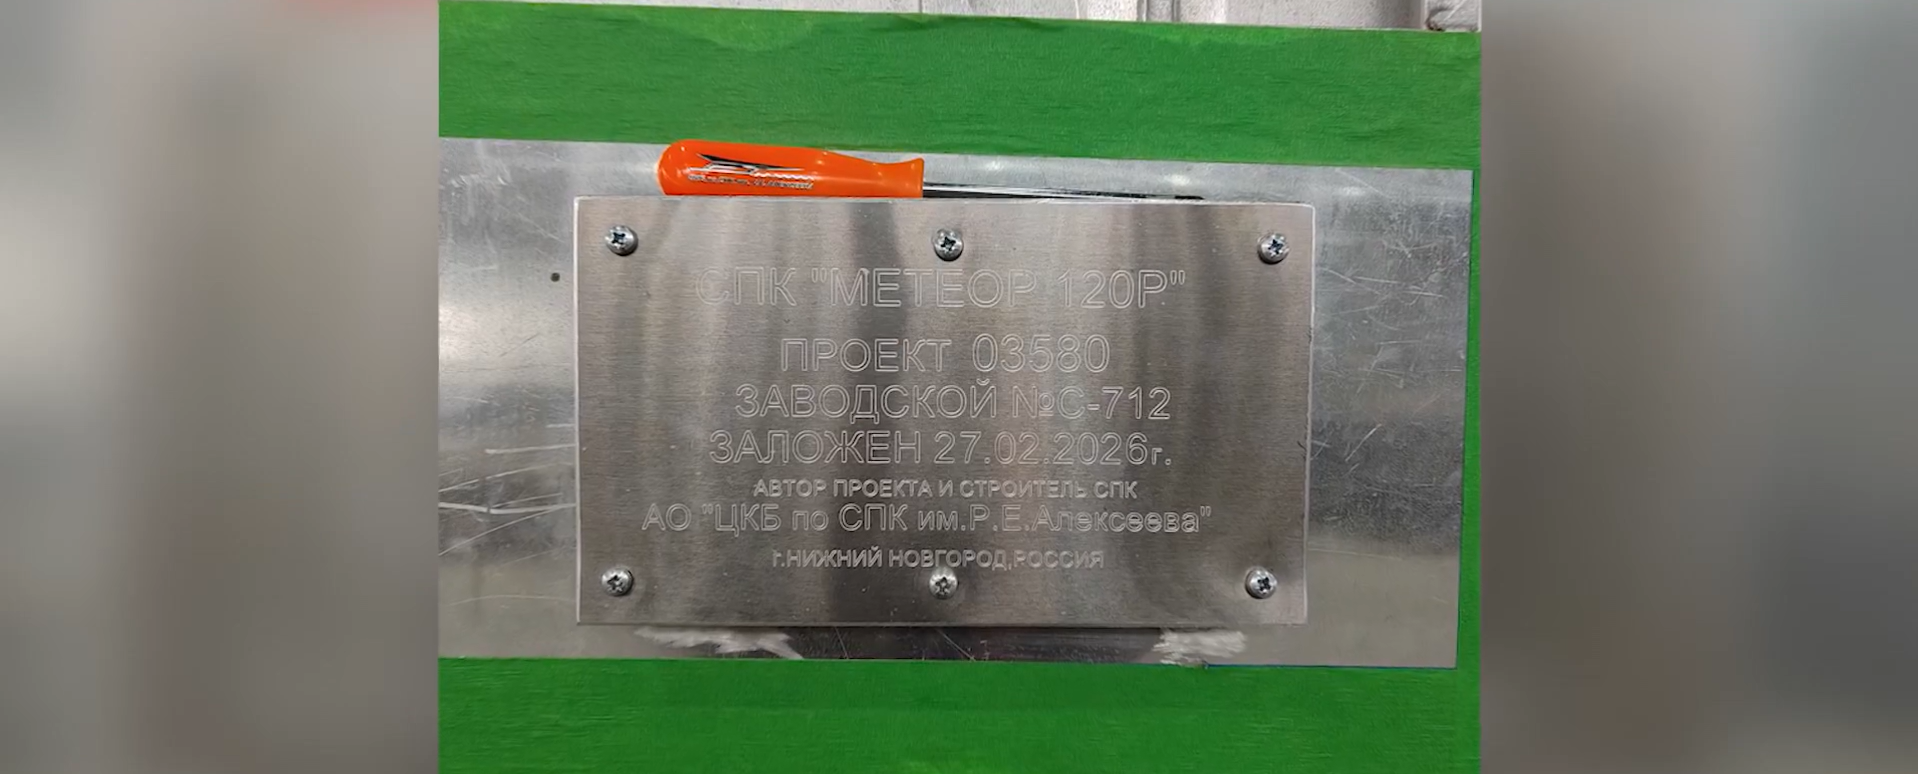 СПК "МЕТЕОР 120Р"
ПРОЕКТ 03580
ЗАВОДСКОЙ №С-712
ЗАЛОЖЕН 27.02.2026г.
АВТОР ПРОЕКТА И СТРОИТЕЛЬ СПК
АО "ЦКБ по СПК им.Р.Е.Алексеева"
г.НИЖНИЙ НОВГОРОД,РОССИЯ